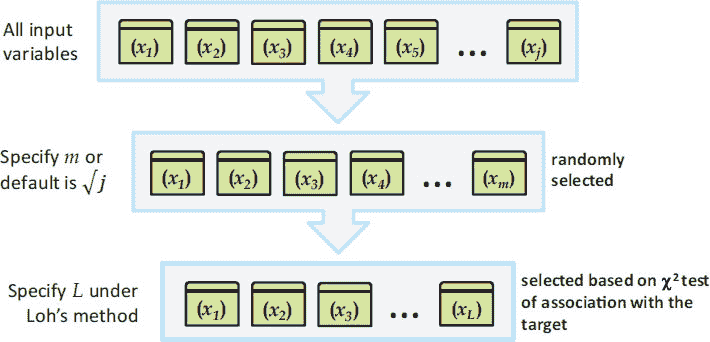 All input
variables
(x₁) (x₂) (x₃) (x₄) (x₅) ... (xⱼ)
Specify m or
default is √j
(x₁) (x₂) (x₃) (x₄) ... (xₘ)
randomly
selected
Specify L under
Loh's method
(x₁) (x₂) (x₃) ... (x_L)
selected based on χ² test
of association with the
target